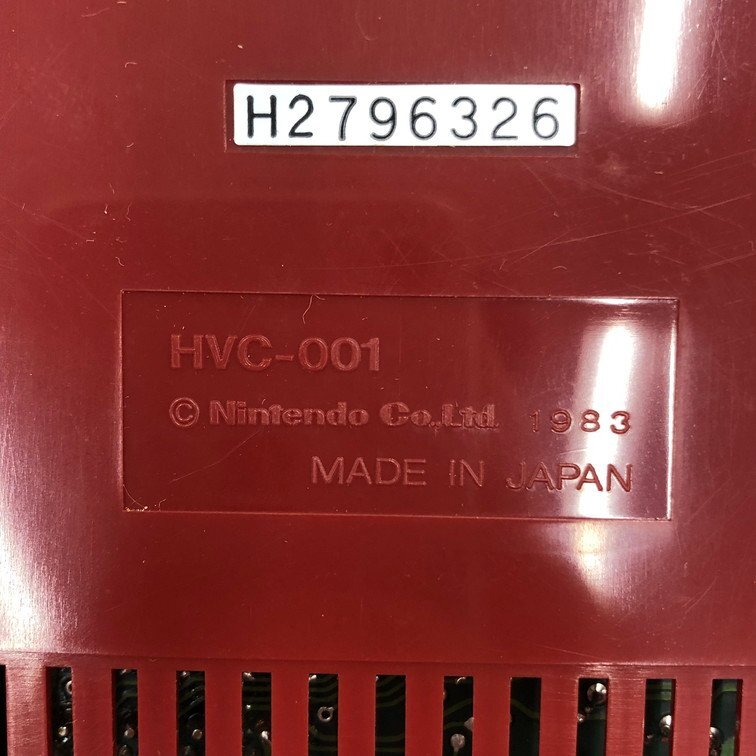 H2796326
HVC-001
© Nintendo Co.,Ltd. 1983
MADE IN JAPAN